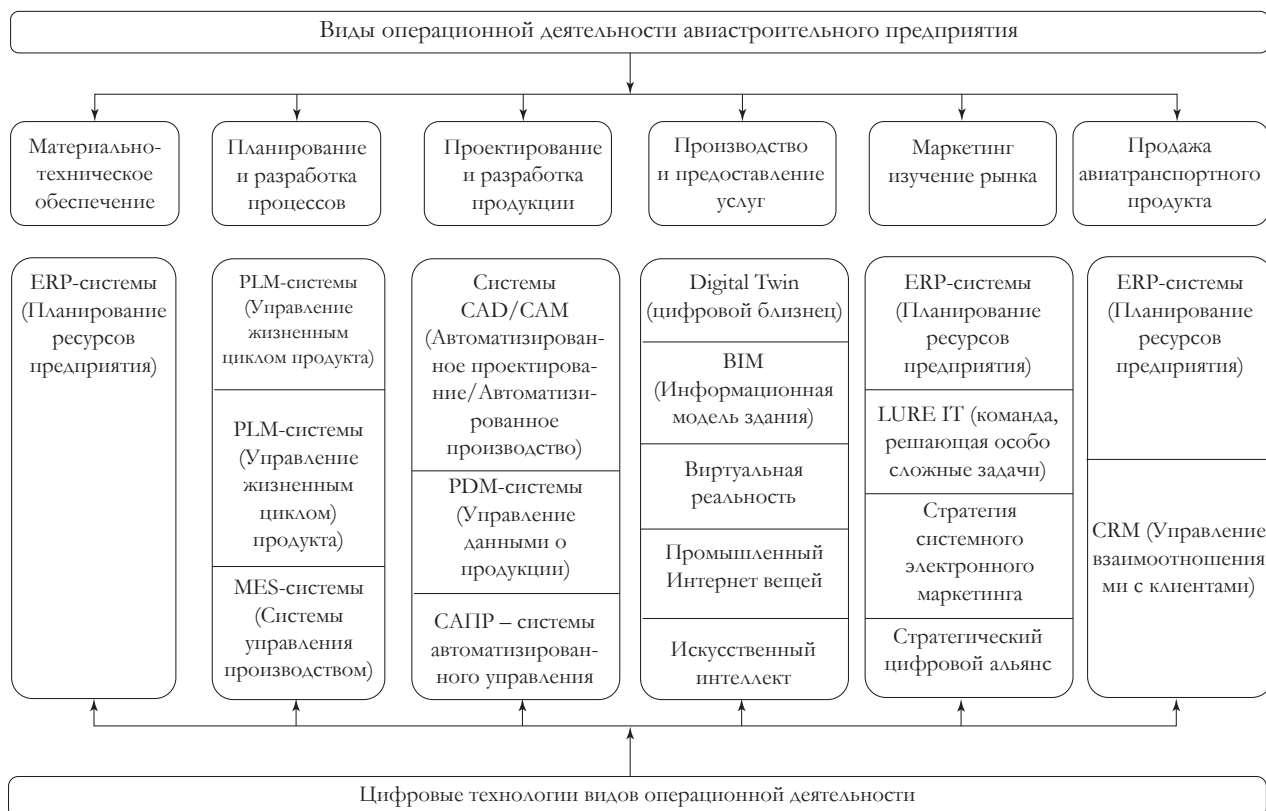 Виды операционной деятельности авиастроительного предприятия
Материально-
техническое
обеспечение
Планирование
и разработка
процессов
Проектирование
и разработка
продукции
Производство
и предоставление
услуг
Маркетинг
изучение рынка
Продажа
авиатранспортного
продукта
ERP-системы
(Планирование
ресурсов
предприятия)
PLM-системы
(Управление
жизненным
циклом продукта)
PLM-системы
(Управление
жизненным
циклом)
продукта)
MES-системы
(Системы
управления
производством)
Системы
CAD/CAM
(Автоматизирован-
ное проектирова-
ние/Автоматизи-
рованное
производство)
PDM-системы
(Управление
данными о
продукции)
САПР – системы
автоматизирован-
ного управления
Digital Twin
(цифровой близнец)
BIM
(Информационная
модель здания)
Виртуальная
реальность
Промышленный
Интернет вещей
Искусственный
интеллект
ERP-системы
(Планирование
ресурсов
предприятия)
LURE IT (команда,
решающая особо
сложные задачи)
Стратегия
системного
электронного
маркетинга
Стратегический
цифровой альянс
ERP-системы
(Планирование
ресурсов
предприятия)
CRM (Управление
взаимоотношения
ми с клиентами)
Цифровые технологии видов операционной деятельности